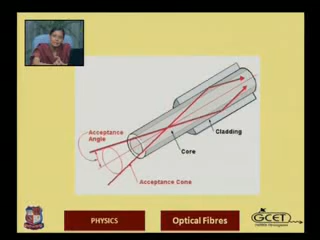 Acceptance
Angle
Cladding
Core
Acceptance Cone
PHYSICS
Optical Fibres
GCET